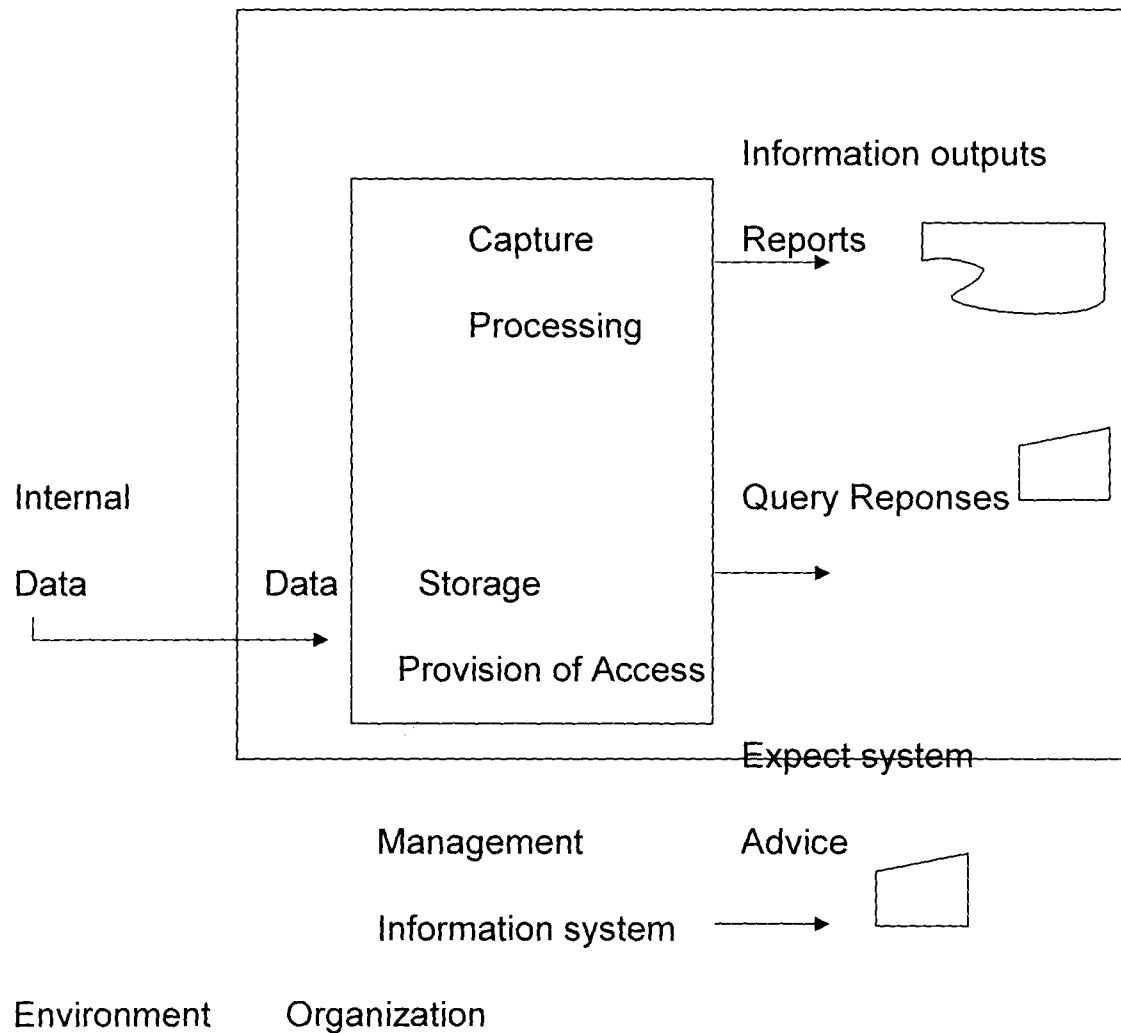 Information outputs
Capture Reports
Processing
Internal Query Reponses
Data Data Storage
Provision of Access
Expect system
Management Advice
Information system
Environment Organization